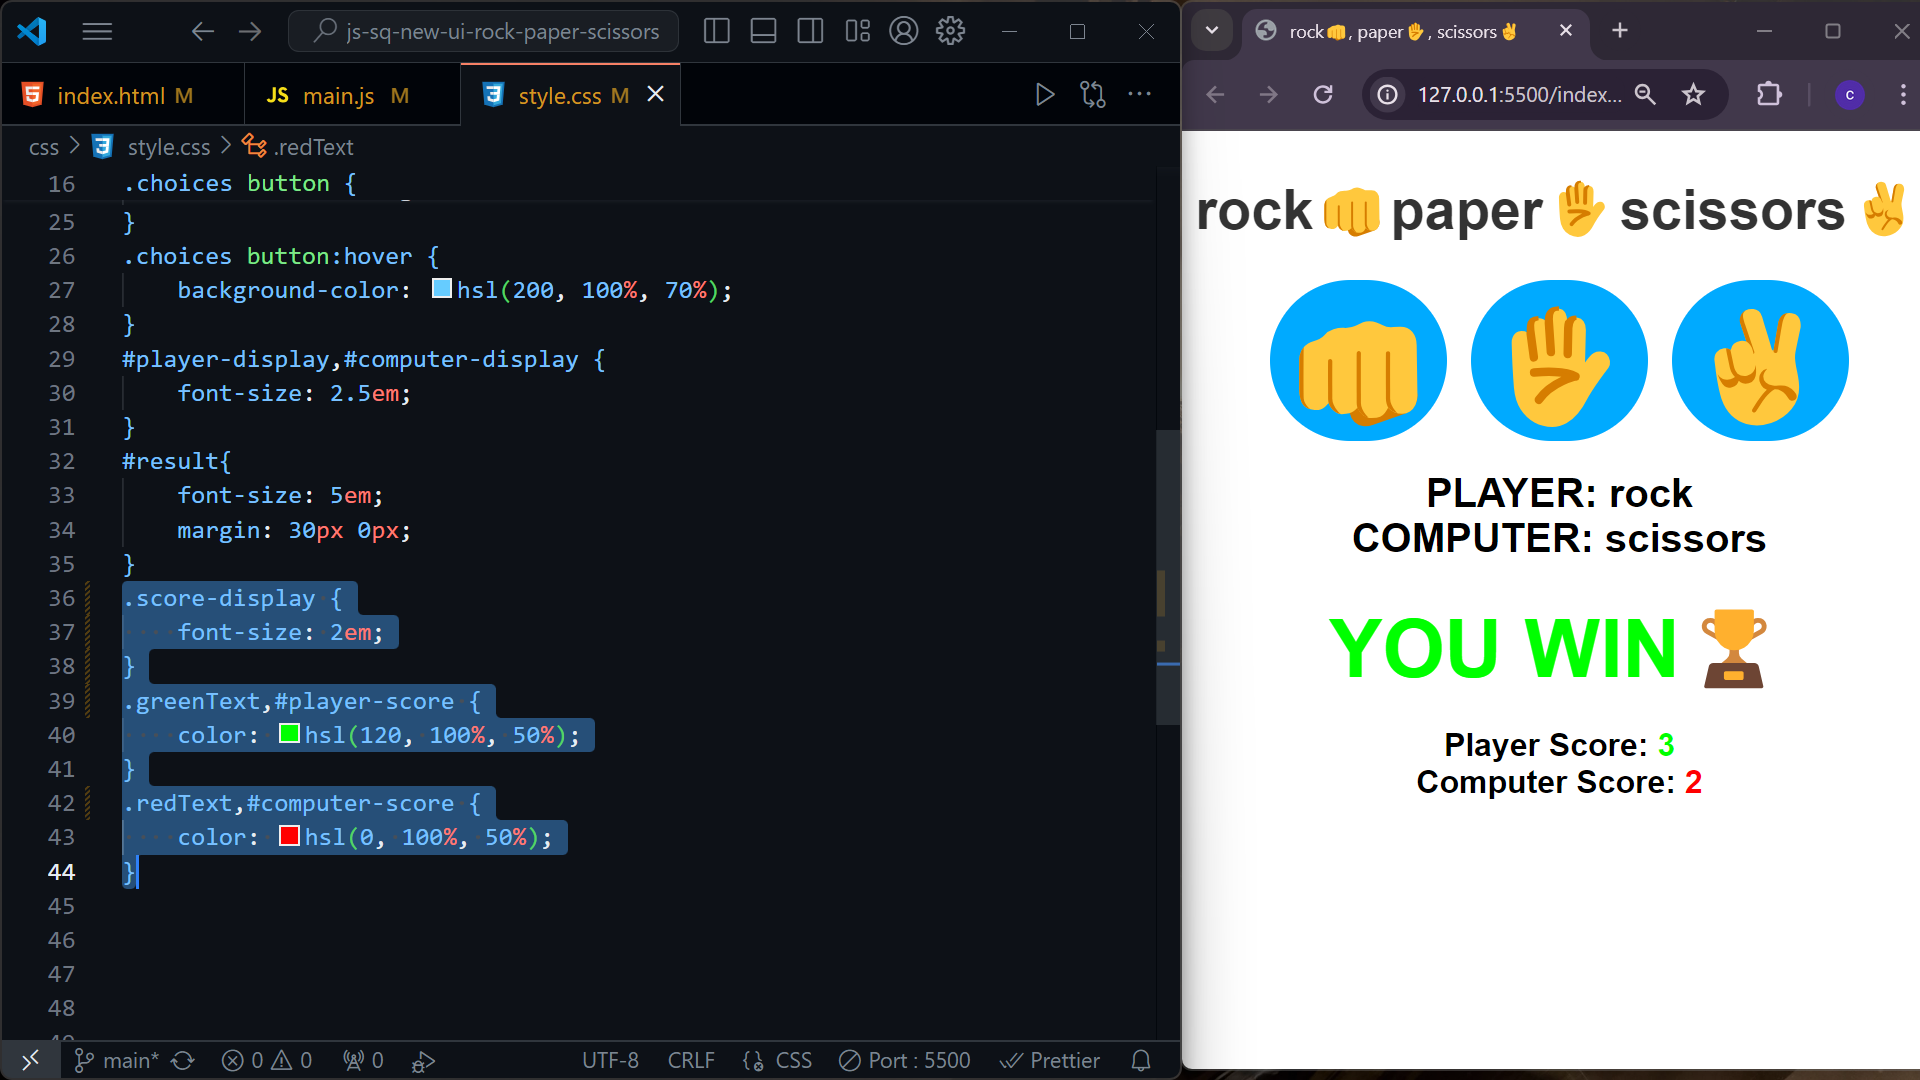 js-sq-new-ui-rock-paper-scissors
index.html M
JS main.js M
style.css M
css > style.css > .redText
16 .choices button {
25 }
26 .choices button:hover {
27 background-color: hsl(200, 100%, 70%);
28 }
29 #player-display,#computer-display {
30 font-size: 2.5em;
31 }
32 #result{
33 font-size: 5em;
34 margin: 30px 0px;
35 }
36 .score-display {
37 font-size: 2em;
38 }
39 .greenText,#player-score {
40 color: hsl(120, 100%, 50%);
41 }
42 .redText,#computer-score {
43 color: hsl(0, 100%, 50%);
44 }
45
46
47
48
main* 0 0 0 UTF-8 CRLF CSS Port : 5500 Prettier
rock👊, paper✋, scissors✌
127.0.0.1:5500/index...
c
rock👊paper✋scissors✌
👊 ✋ ✌
PLAYER: rock
COMPUTER: scissors
YOU WIN 🏆
Player Score: 3
Computer Score: 2